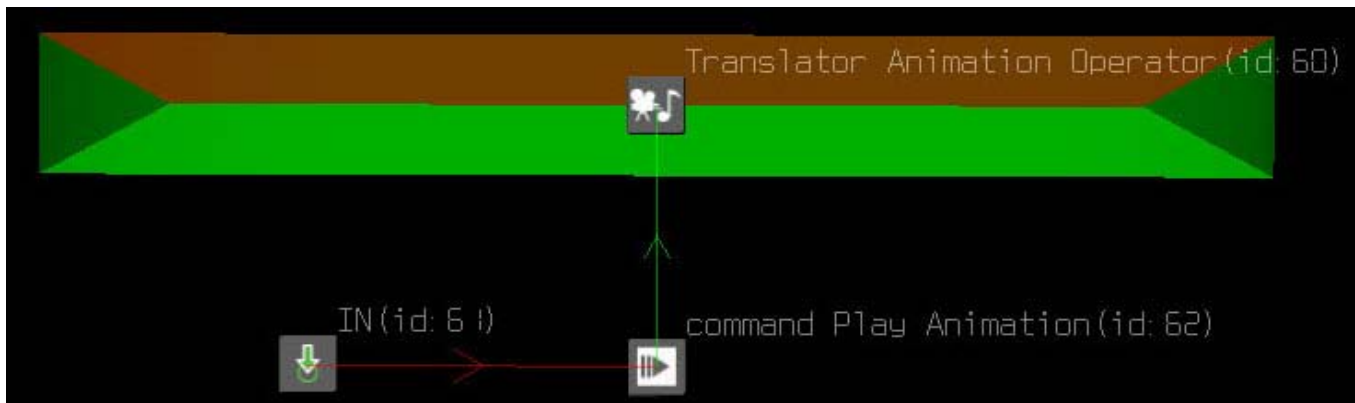 Translator Animation Operator(id:60)
IN(id:61)
command Play Animation(id:62)